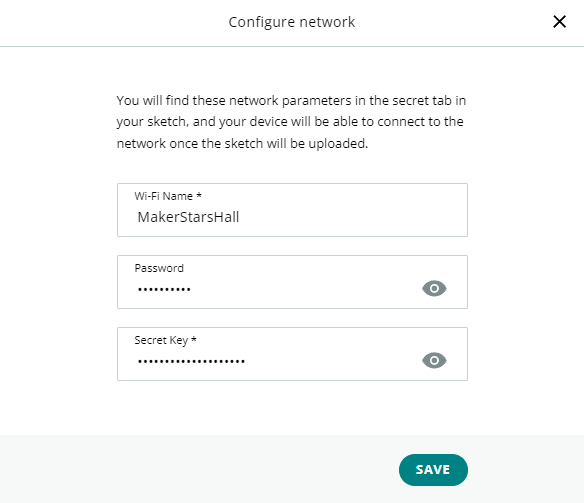 Configure network
You will find these network parameters in the secret tab in
your sketch, and your device will be able to connect to the
network once the sketch will be uploaded.
Wi-Fi Name *
MakerStarsHall
Password
••••••••••
Secret Key *
••••••••••••••••••••
SAVE